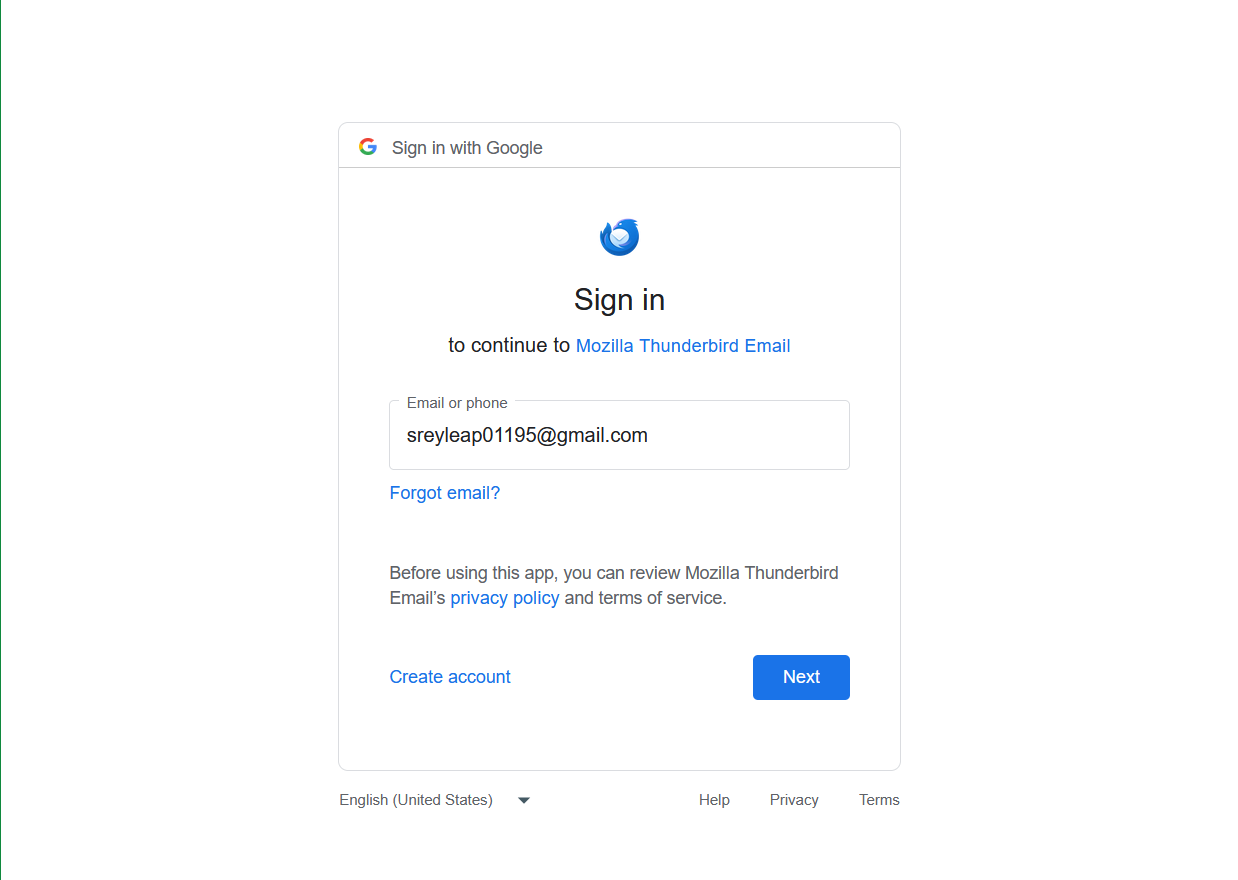 Sign in with Google
Sign in
to continue to Mozilla Thunderbird Email
Email or phone
sreyleap01195@gmail.com
Forgot email?
Before using this app, you can review Mozilla Thunderbird
Email’s privacy policy and terms of service.
Create account
Next
English (United States)
Help
Privacy
Terms